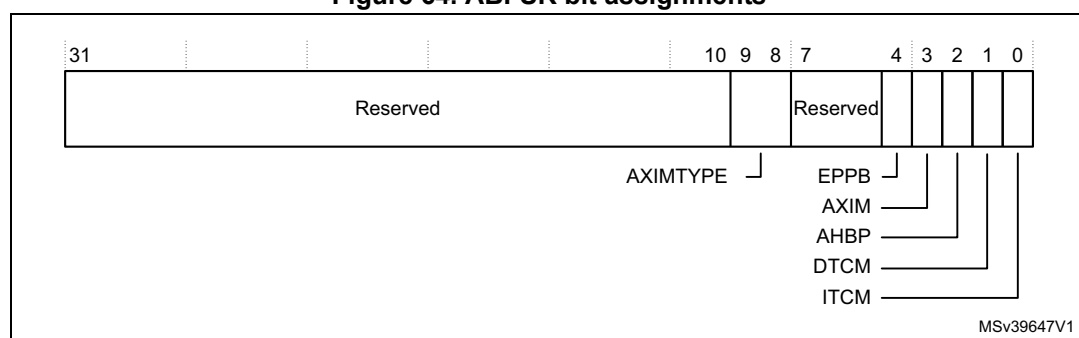 31 10 9 8 7 4 3 2 1 0
Reserved Reserved
AXIMTYPE EPPB
AXIM
AHBP
DTCM
ITCM
MSv39647V1